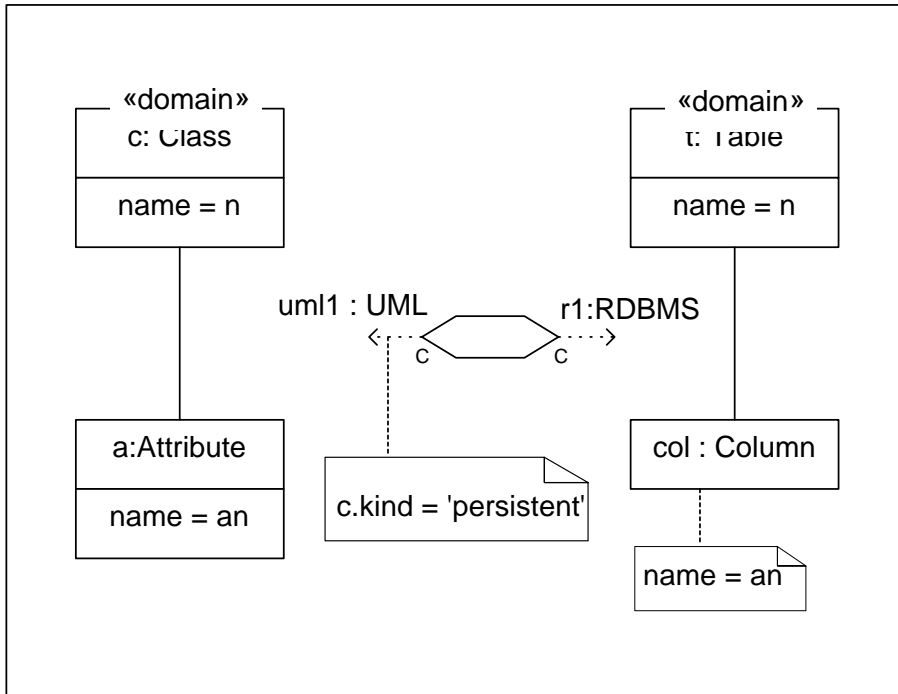 «domain»
c: Class
name = n
«domain»
t: Table
name = n
uml1 : UML
r1:RDBMS
C
C
a:Attribute
name = an
c.kind = 'persistent'
col : Column
name = an